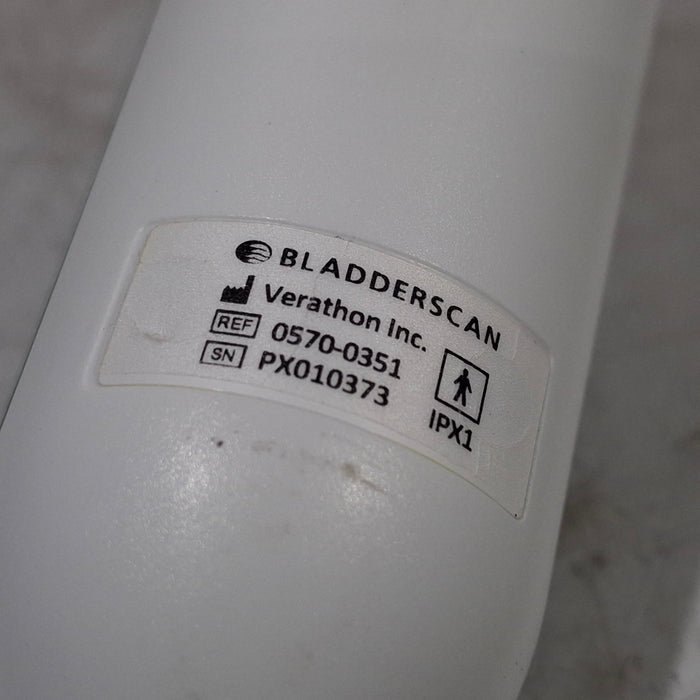 BLADDERSCAN
Verathon Inc.
REF 0570-0351
SN PX010373
IPX1